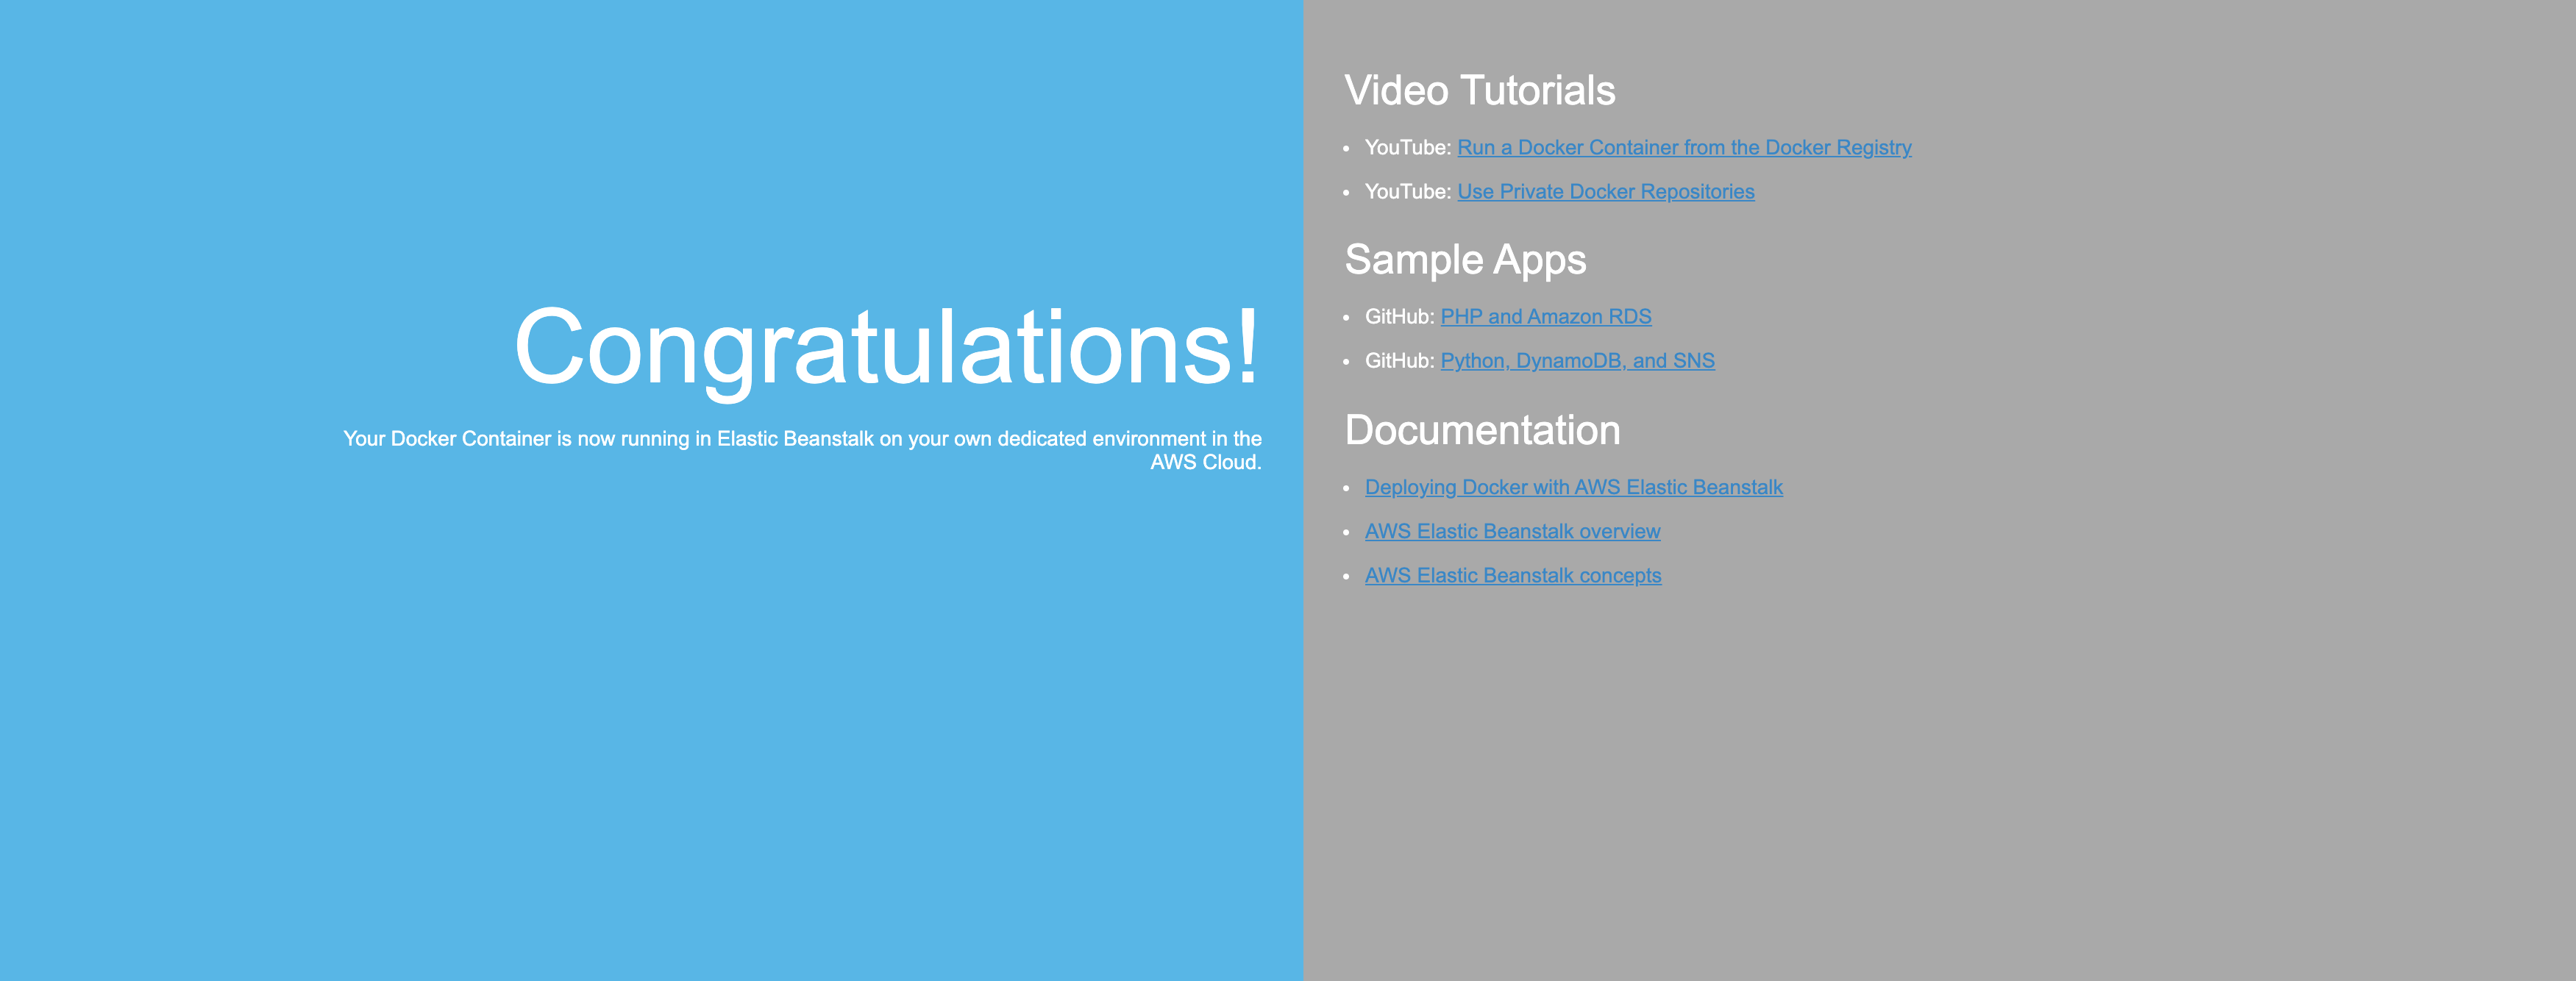 Congratulations!
Your Docker Container is now running in Elastic Beanstalk on your own dedicated environment in the
AWS Cloud.
Video Tutorials
YouTube: Run a Docker Container from the Docker Registry
YouTube: Use Private Docker Repositories
Sample Apps
GitHub: PHP and Amazon RDS
GitHub: Python, DynamoDB, and SNS
Documentation
Deploying Docker with AWS Elastic Beanstalk
AWS Elastic Beanstalk overview
AWS Elastic Beanstalk concepts